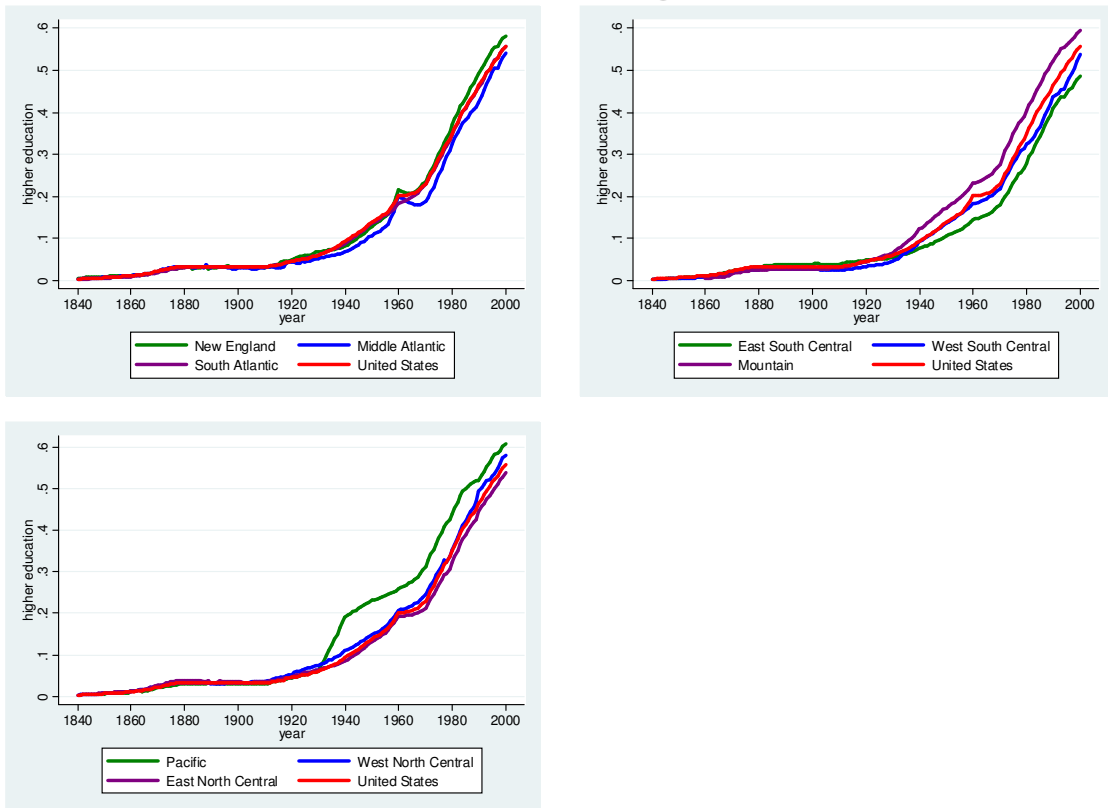 higher education
0 .1 .2 .3 .4 .5 .6
1840 1860 1880 1900 1920 1940 1960 1980 2000
year
New England Middle Atlantic
South Atlantic United States
higher education
0 .1 .2 .3 .4 .5 .6
1840 1860 1880 1900 1920 1940 1960 1980 2000
year
East South Central West South Central
Mountain United States
higher education
0 .1 .2 .3 .4 .5 .6
1840 1860 1880 1900 1920 1940 1960 1980 2000
year
Pacific West North Central
East North Central United States